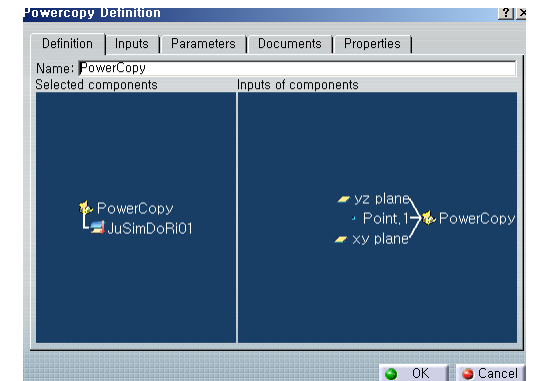 Powercopy Definition
Definition Inputs Parameters Documents Properties
Name: PowerCopy
Selected components Inputs of components
PowerCopy
JuSimDoRi01
yz plane
Point.1
xy plane
PowerCopy
OK Cancel